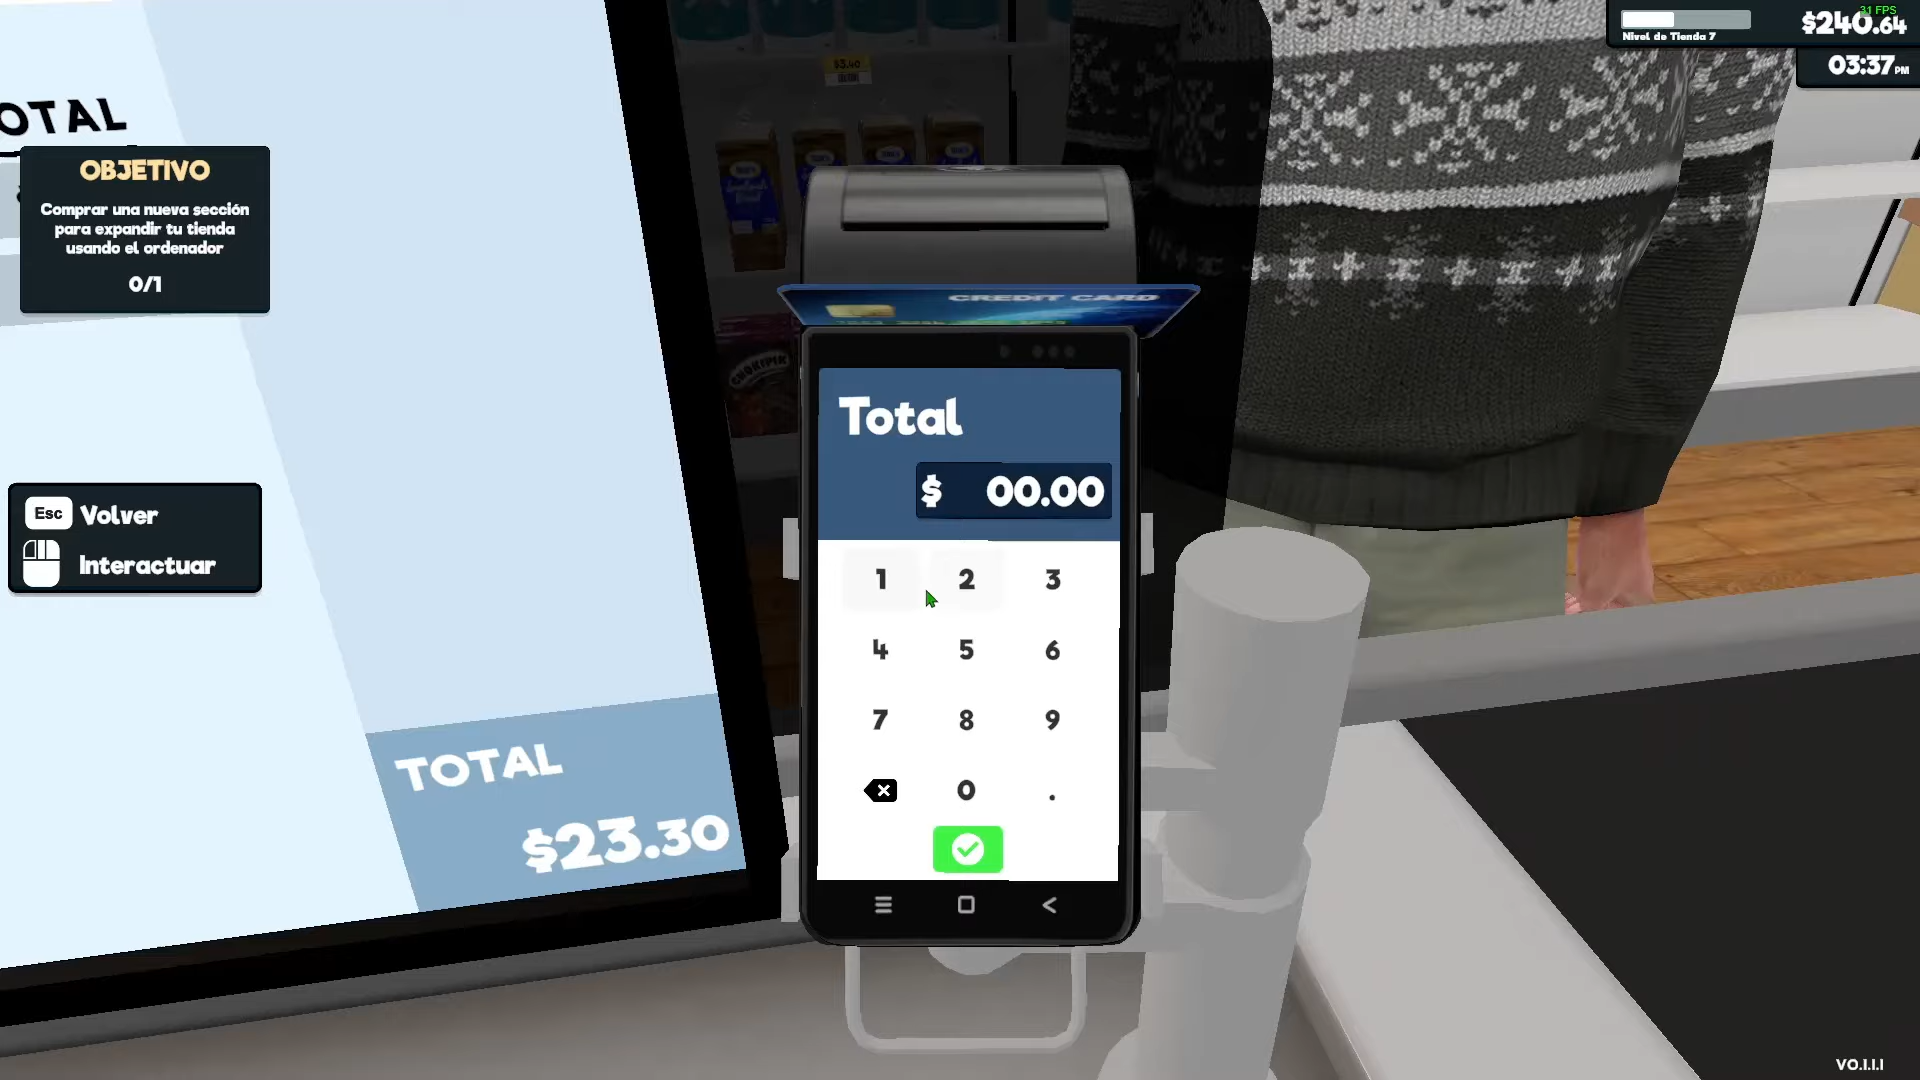 31 FPS
$240.64
Nivel de Tienda 7
03:37 PM
OTAL
OBJETIVO
Comprar una nueva sección
para expandir tu tienda
usando el ordenador
0/1
Esc Volver
Interactuar
$3.40
CREDIT CARD
Total
$ 00.00
1 2 3
4 5 6
7 8 9
0 .
TOTAL
$23.30
V0.1.1.1